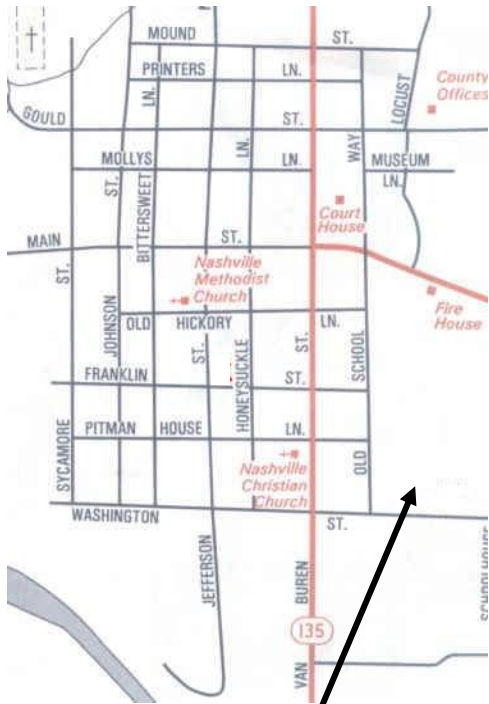 MOUND ST.
PRINTERS LN.
County
Offices
LOCUST
GOULD ST.
LN.
LN.
WAY
MOLLYS LN.
MUSEUM
LN.
ST.
BITTERSWEET
Court
House
MAIN ST.
Nashville
Methodist
Church
ST.
JOHNSON
OLD HICKORY LN.
Fire
House
ST.
ST.
HONEYSUCKLE
SCHOOL
FRANKLIN ST.
SYCAMORE
PITMAN HOUSE LN.
Nashville
Christian
Church
OLD
WASHINGTON ST.
JEFFERSON
BUREN
SCHOOLHOUSE
135
VAN